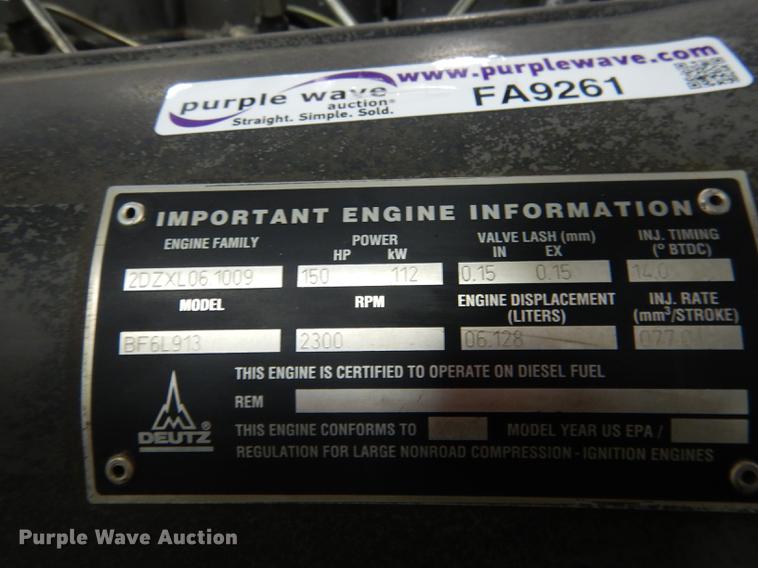 purple wave
auction®
Straight. Simple. Sold.
www.purplewave.com
FA9261
IMPORTANT ENGINE INFORMATION
ENGINE FAMILY POWER VALVE LASH (mm) INJ. TIMING
HP kW IN EX (° BTDC)
2DZXL06.1009 150 112 0.15 0.15 14.0
MODEL RPM ENGINE DISPLACEMENT INJ. RATE
(LITERS) (mm³/STROKE)
BF6L913 2300 06.128
THIS ENGINE IS CERTIFIED TO OPERATE ON DIESEL FUEL
REM
DEUTZ®
THIS ENGINE CONFORMS TO MODEL YEAR US EPA /
REGULATION FOR LARGE NONROAD COMPRESSION - IGNITION ENGINES
Purple Wave Auction